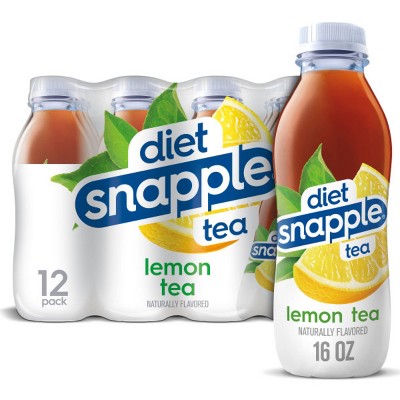 diet
snapple
tea
lemon
tea
NATURALLY FLAVORED
12
pack
diet
snapple®
tea
lemon tea
NATURALLY FLAVORED
16 OZ